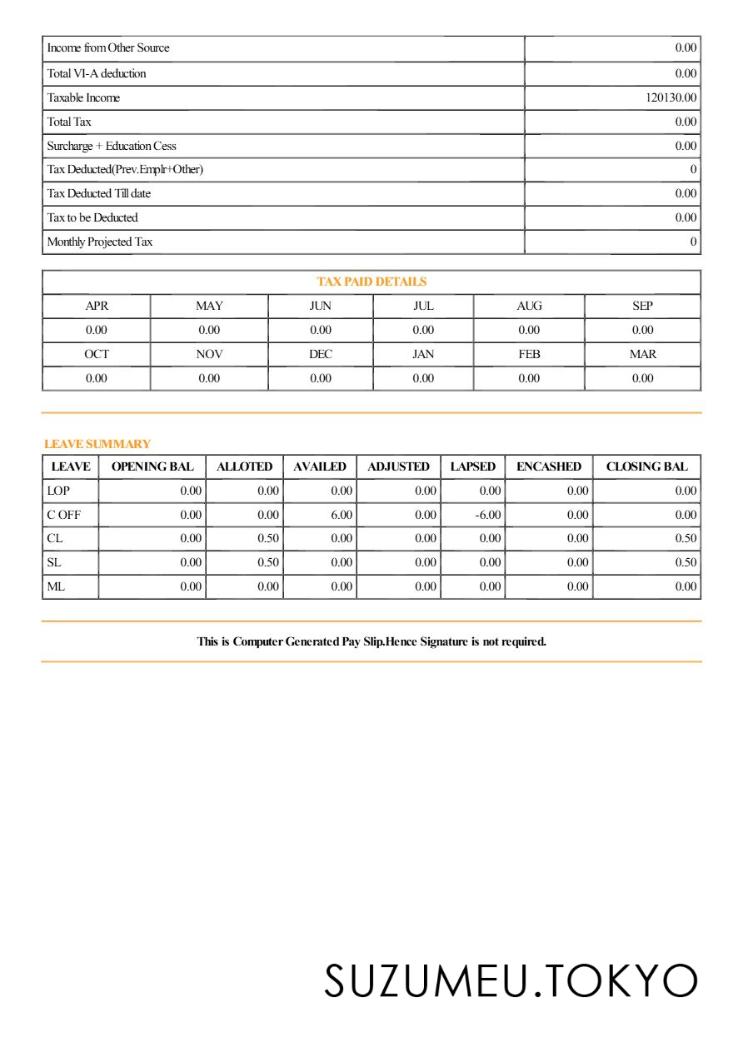 Income from Other Source 0.00
Total VI-A deduction 0.00
Taxable Income 120130.00
Total Tax 0.00
Surcharge + Education Cess 0.00
Tax Deducted(Prev.Emplr+Other) 0
Tax Deducted Till date 0.00
Tax to be Deducted 0.00
Monthly Projected Tax 0
TAX PAID DETAILS
APR MAY JUN JUL AUG SEP
0.00 0.00 0.00 0.00 0.00 0.00
OCT NOV DEC JAN FEB MAR
0.00 0.00 0.00 0.00 0.00 0.00
LEAVE SUMMARY
LEAVE OPENING BAL ALLOTED AVAILED ADJUSTED LAPSED ENCASHED CLOSING BAL
LOP 0.00 0.00 0.00 0.00 0.00 0.00 0.00
C OFF 0.00 0.00 6.00 0.00 -6.00 0.00 0.00
CL 0.00 0.50 0.00 0.00 0.00 0.00 0.50
SL 0.00 0.50 0.00 0.00 0.00 0.00 0.50
ML 0.00 0.00 0.00 0.00 0.00 0.00 0.00
This is Computer Generated Pay Slip.Hence Signature is not required.
SUZUMEU.TOKYO